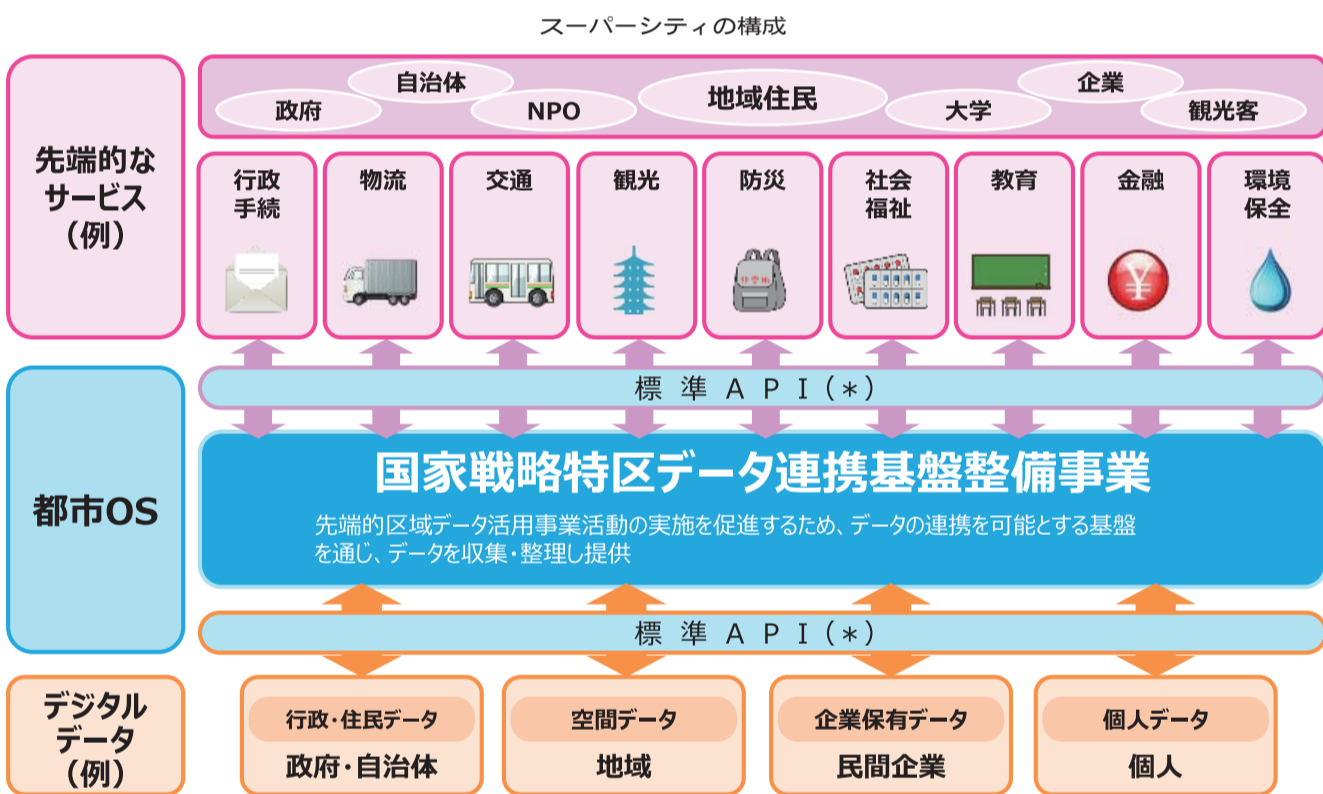 スーパーシティの構成
先端的な
サービス
(例)
政府
自治体
NPO
地域住民
大学
企業
観光客
行政
手続
物流
交通
観光
防災
社会
福祉
教育
金融
環境
保全
標準API(*)
都市OS
国家戦略特区データ連携基盤整備事業
先端的区域データ活用事業活動の実施を促進するため、データの連携を可能とする基盤
を通じ、データを収集・整理し提供
標準API(*)
デジタル
データ
(例)
行政・住民データ
政府・自治体
空間データ
地域
企業保有データ
民間企業
個人データ
個人